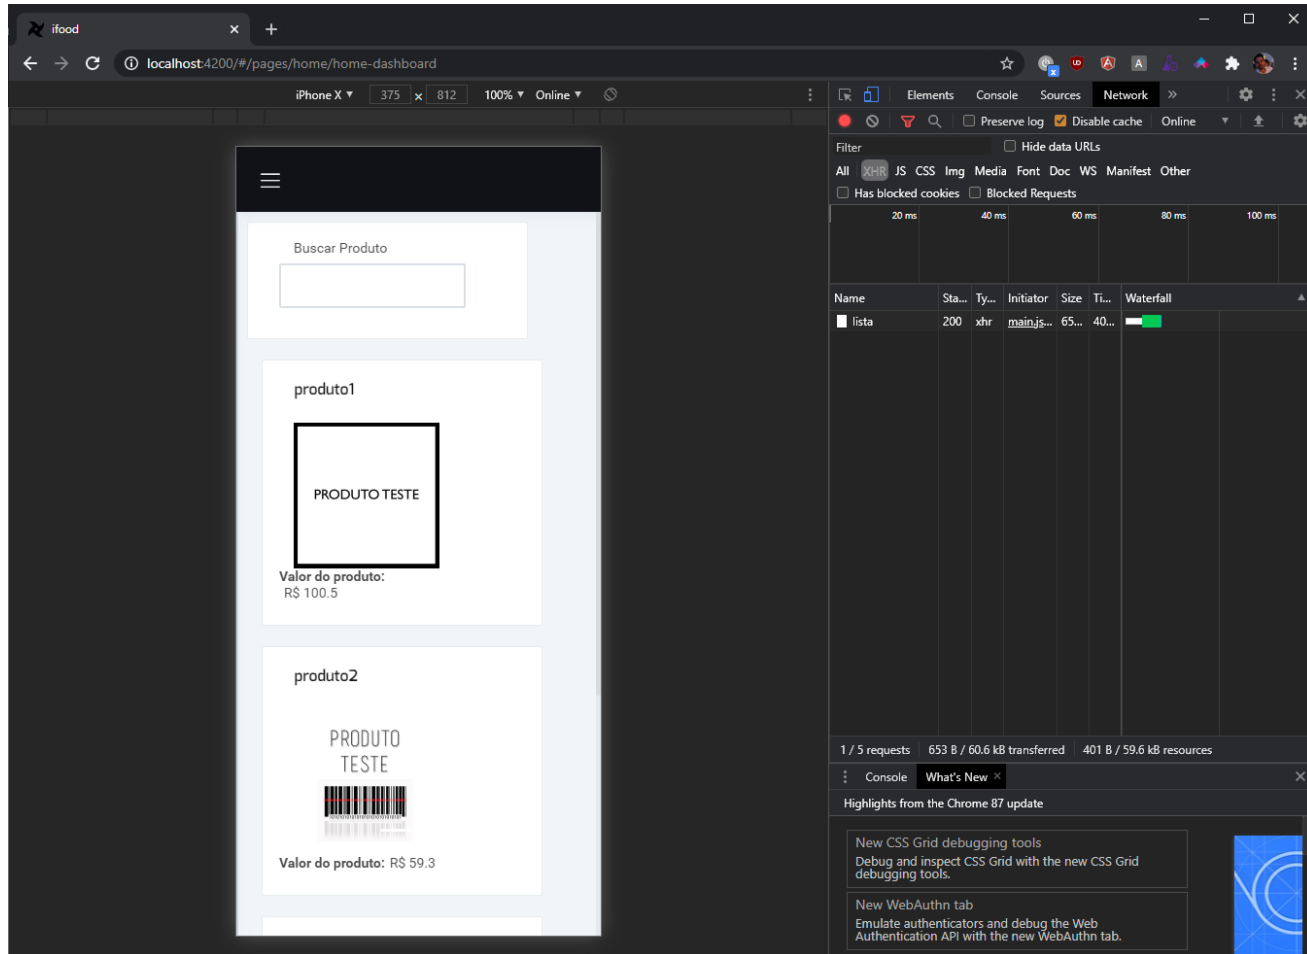 ifood
localhost:4200/#/pages/home/home-dashboard
iPhone X ▼ 375 x 812 100% ▼ Online ▼
Elements Console Sources Network »
Preserve log Disable cache Online
Filter Hide data URLs
All XHR JS CSS Img Media Font Doc WS Manifest Other
Has blocked cookies Blocked Requests
20 ms 40 ms 60 ms 80 ms 100 ms
Name Sta... Ty... Initiator Size Ti... Waterfall
lista 200 xhr main.js... 65... 40...
1 / 5 requests 653 B / 60.6 kB transferred 401 B / 59.6 kB resources
Console What's New ×
Highlights from the Chrome 87 update
New CSS Grid debugging tools
Debug and inspect CSS Grid with the new CSS Grid
debugging tools.
New WebAuthn tab
Emulate authenticators and debug the Web
Authentication API with the new WebAuthn tab.
Buscar Produto
produto1
PRODUTO TESTE
Valor do produto:
R$ 100.5
produto2
PRODUTO
TESTE
Valor do produto: R$ 59.3